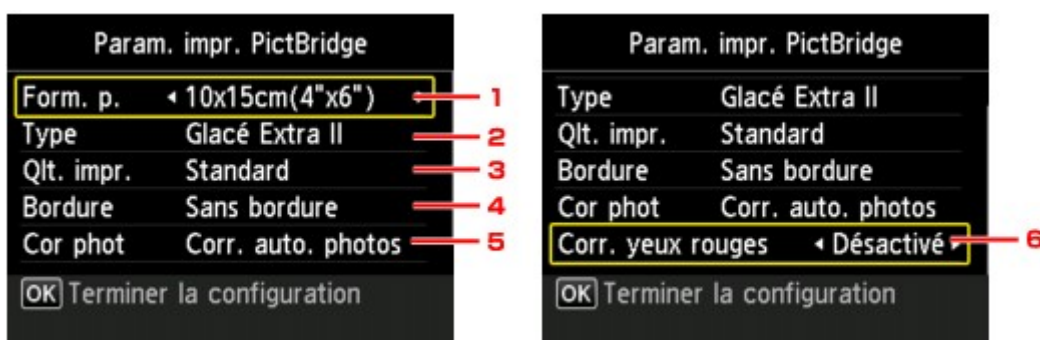 Param. impr. PictBridge
Form. p. 10x15cm(4"x6") 1
Type Glacé Extra II 2
Qlt. impr. Standard 3
Bordure Sans bordure 4
Cor phot Corr. auto. photos 5
OK Terminer la configuration
Param. impr. PictBridge
Type Glacé Extra II
Qlt. impr. Standard
Bordure Sans bordure
Cor phot Corr. auto. photos
Corr. yeux rouges Désactivé 6
OK Terminer la configuration